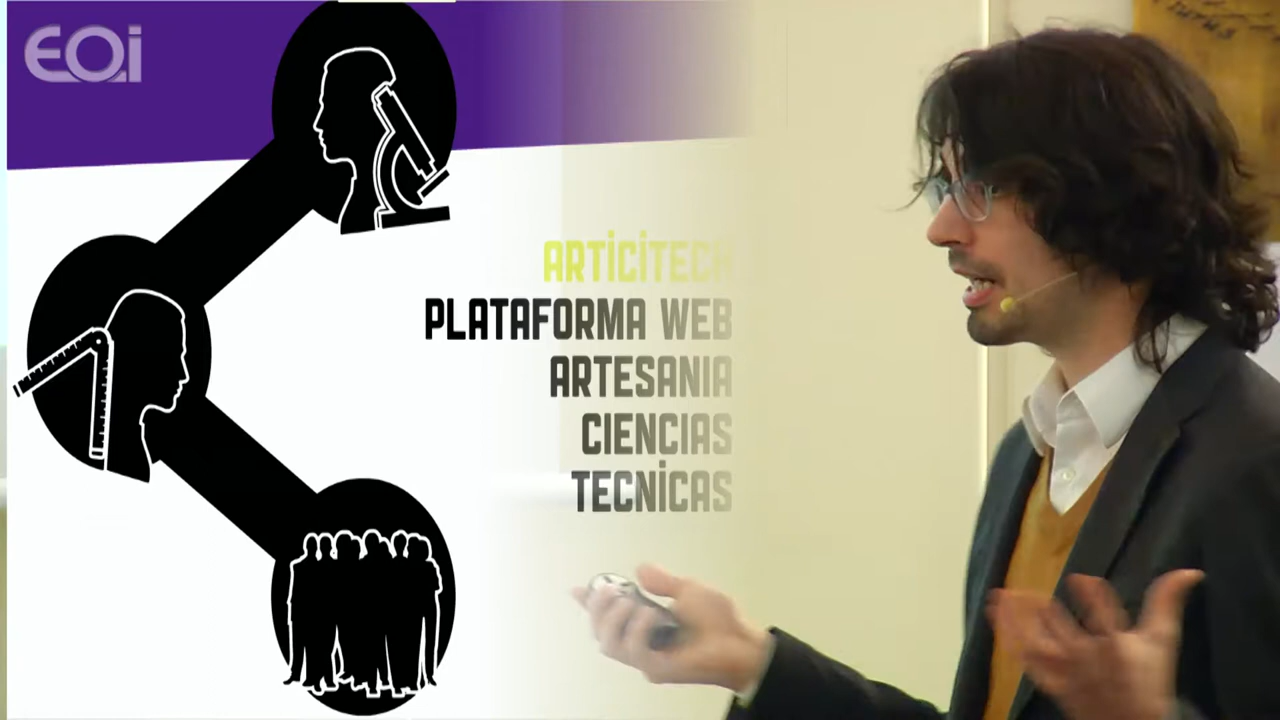 EOi
ARTiCiTECH
PLATAFORMA WEB
ARTESANIA
CIENCIAS
TECNiCAS